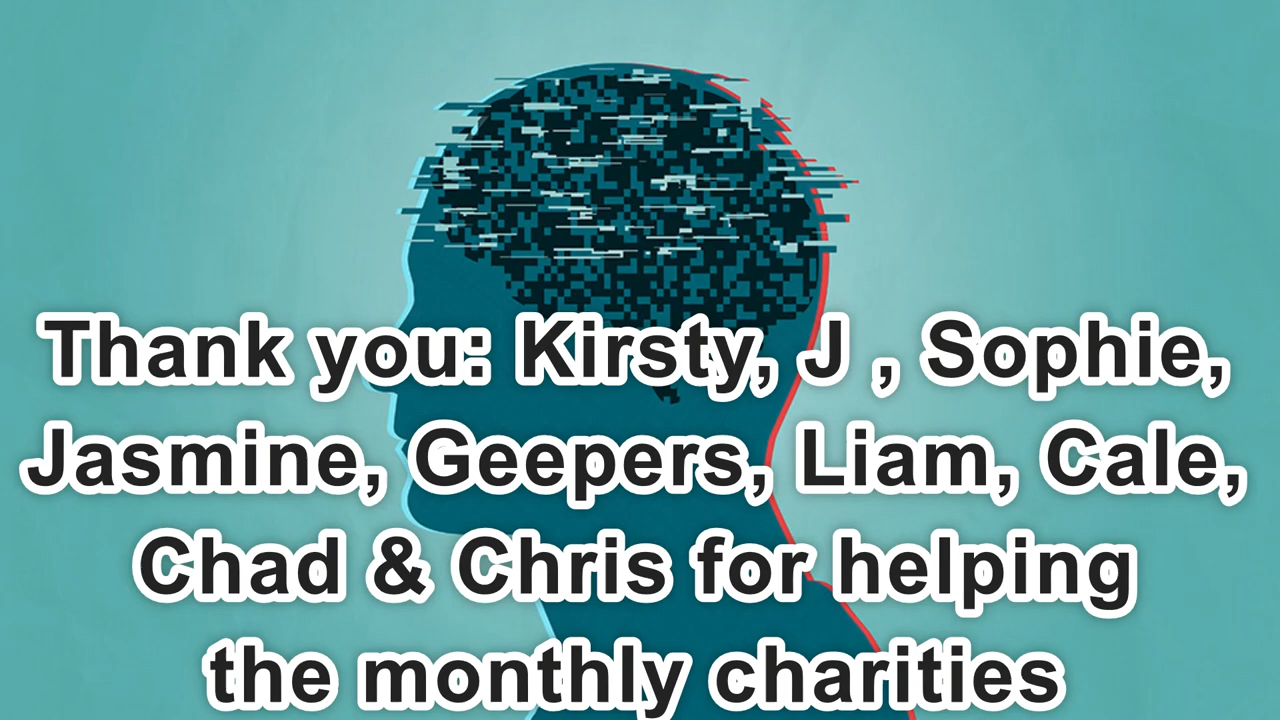 Thank you: Kirsty, J , Sophie,
Jasmine, Geepers, Liam, Cale,
Chad & Chris for helping
the monthly charities